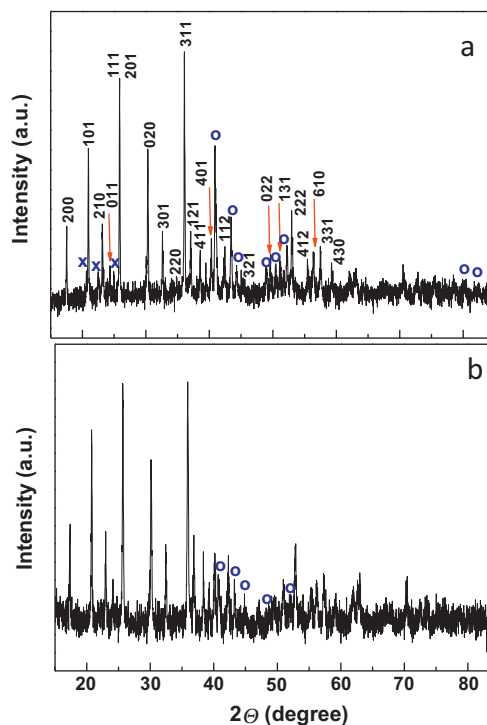 a
Intensity (a.u.)
200
101
210
011
111
201
020
301
220
311
121
411
401
112
321
022
131
222
412
610
331
430
x
x
x
o
o
o
o
o
o
o
o
b
Intensity (a.u.)
o
o
o
o
o
20 30 40 50 60 70 80
2Θ (degree)